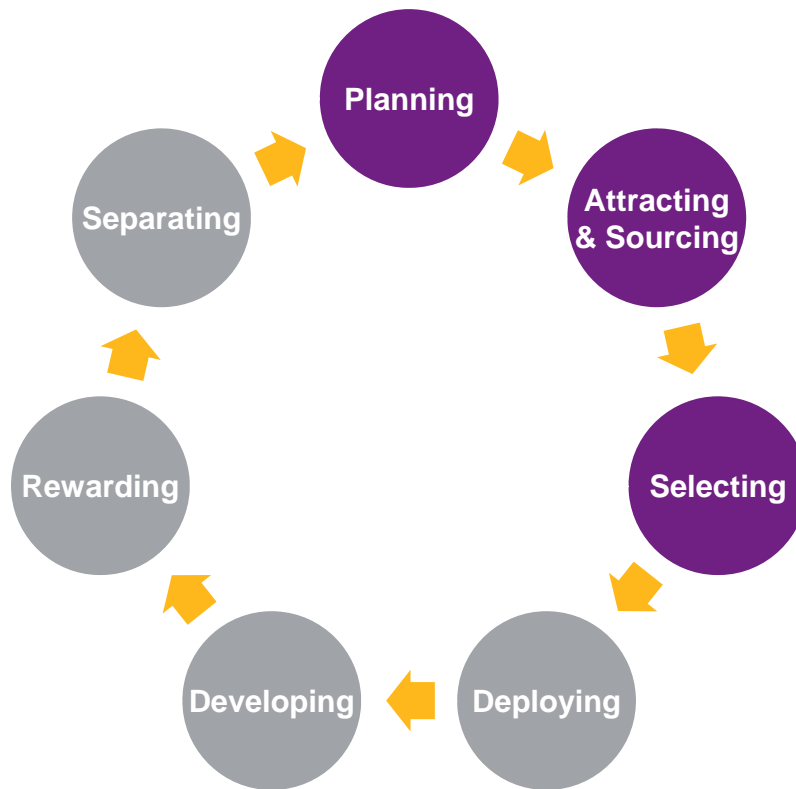 Planning
Attracting
& Sourcing
Selecting
Deploying
Developing
Rewarding
Separating